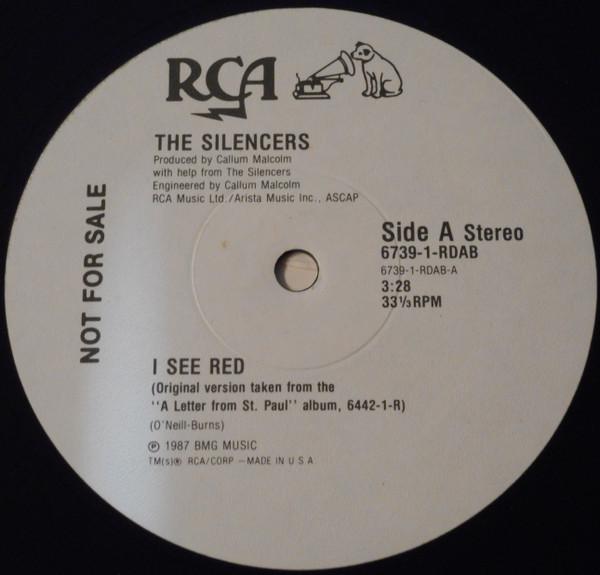 RCA
THE SILENCERS
Produced by Callum Malcolm
with help from The Silencers
Engineered by Callum Malcolm
RCA Music Ltd./Arista Music Inc., ASCAP
NOT FOR SALE
Side A Stereo
6739-1-RDAB
6739-1-RDAB-A
3:28
33⅓ RPM
I SEE RED
(Original version taken from the
"A Letter from St. Paul" album, 6442-1-R)
(O'Neill-Burns)
℗ 1987 BMG MUSIC
TM(s)® RCA/CORP —MADE IN U S A